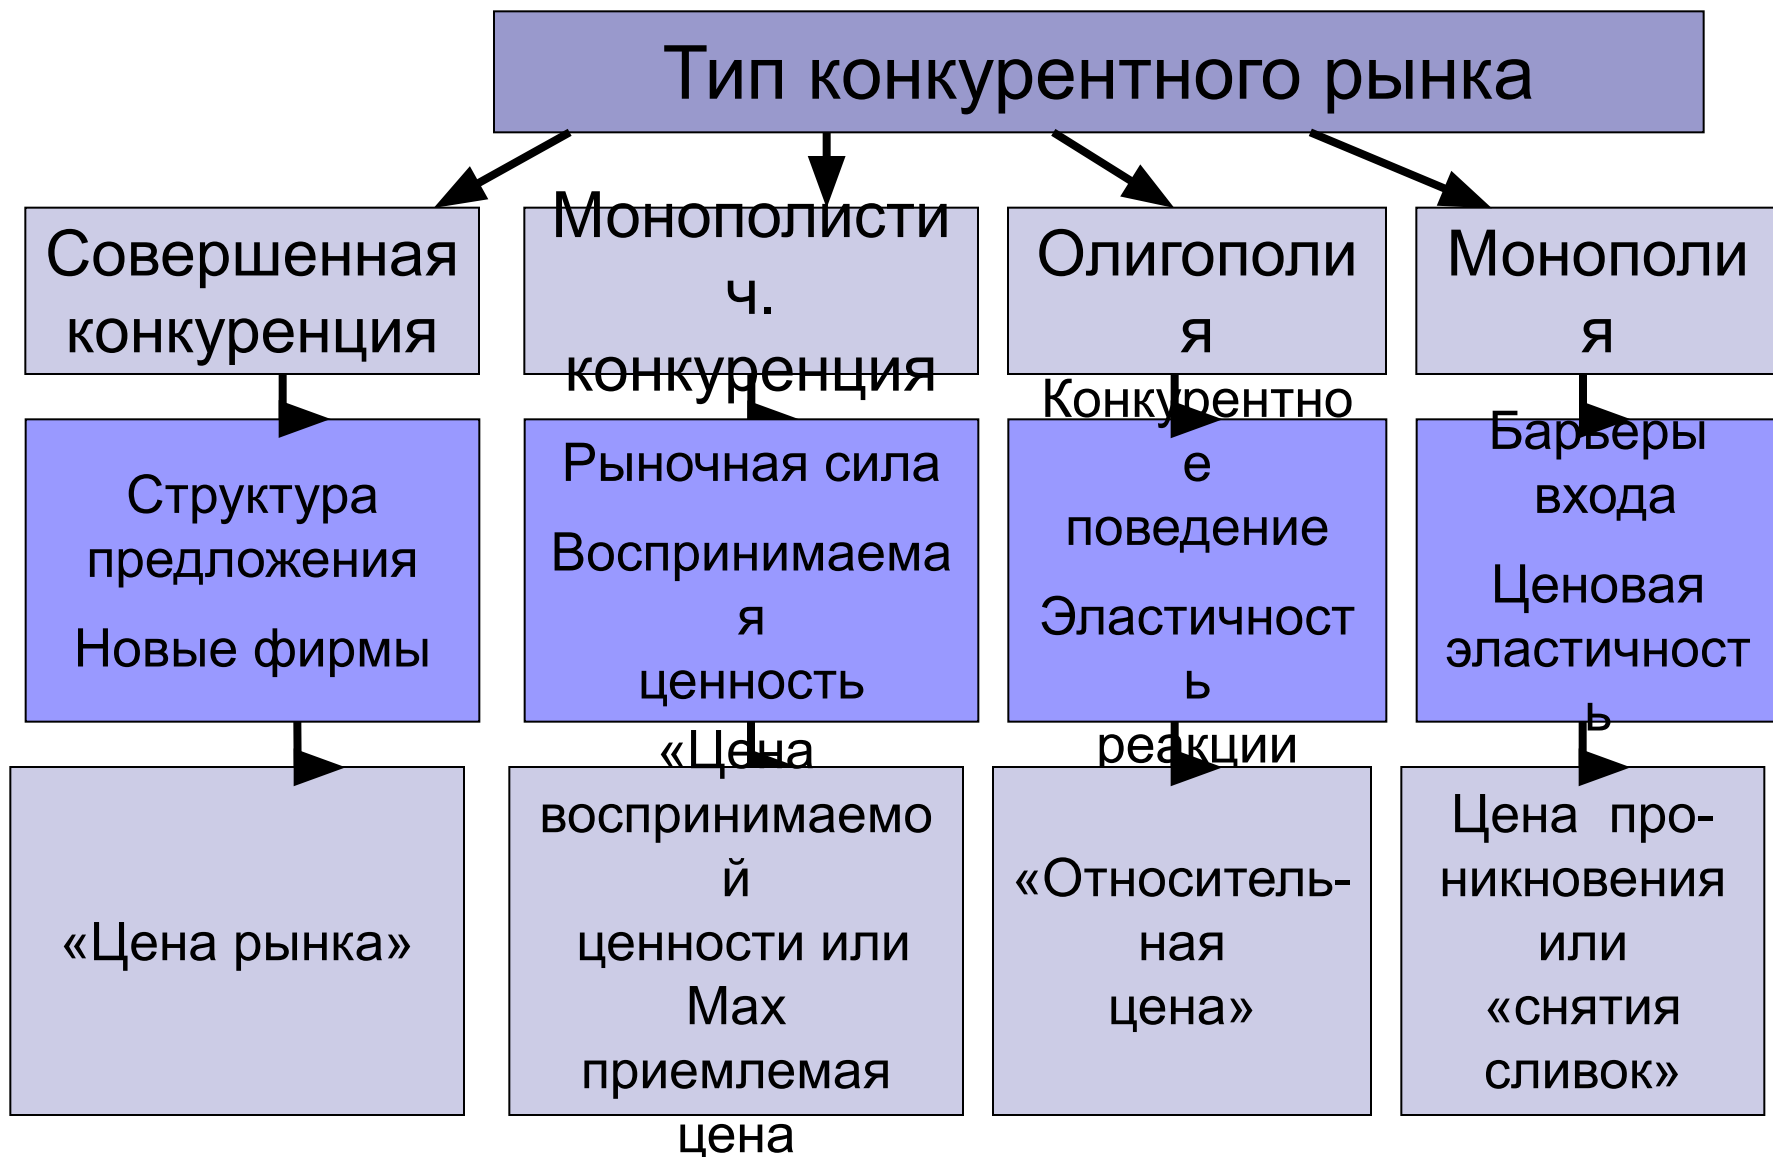 Тип конкурентного рынка
Совершенная
конкуренция
Монополисти
ч.
конкуренция
Олигополи
я
Монополи
я
Структура
предложения
Новые фирмы
Рыночная сила
Воспринимаема
я
ценность
Конкурентно
е
поведение
Эластичност
ь
реакции
Барьеры
входа
Ценовая
эластичност
ь
«Цена рынка»
«Цена
воспринимаемо
й
ценности или
Мах
приемлемая
цена
«Относитель-
ная
цена»
Цена про-
никновения
или
«снятия
сливок»